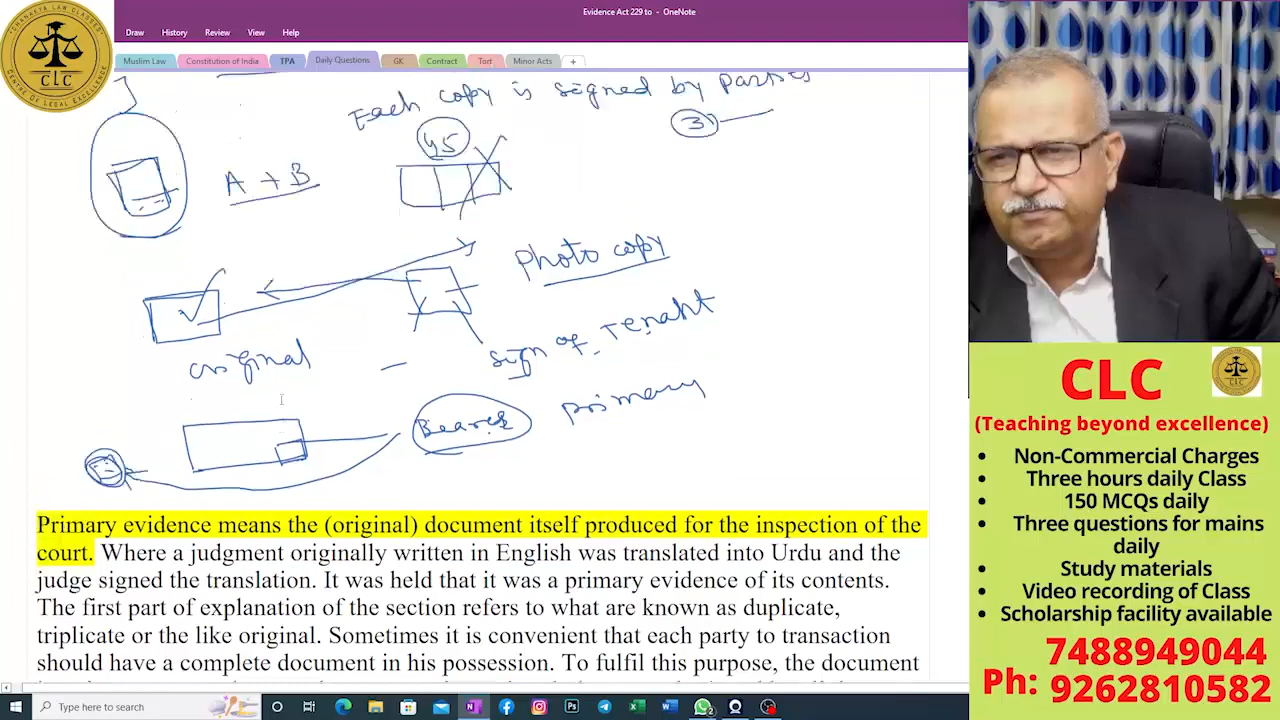 Evidence Act 229 to - OneNote
Draw History Review View Help
Muslim Law Constitution of India TPA Daily Questions GK Contract Tort Minor Acts +
CHANAKYA LAW CLASSES
CLC
CENTRE OF LEGAL EXCELLENCE
Each copy is signed by parties
3
45
A + B
Photo copy
original
sign of Tenant
Bearer primary
Primary evidence means the (original) document itself produced for the inspection of the
court. Where a judgment originally written in English was translated into Urdu and the
judge signed the translation. It was held that it was a primary evidence of its contents.
The first part of explanation of the section refers to what are known as duplicate,
triplicate or the like original. Sometimes it is convenient that each party to transaction
should have a complete document in his possession. To fulfil this purpose, the document
Type here to search
CLC
(Teaching beyond excellence)
• Non-Commercial Charges
• Three hours daily Class
• 150 MCQs daily
• Three questions for mains
daily
• Study materials
• Video recording of Class
• Scholarship facility available
7488949044
Ph: 9262810582